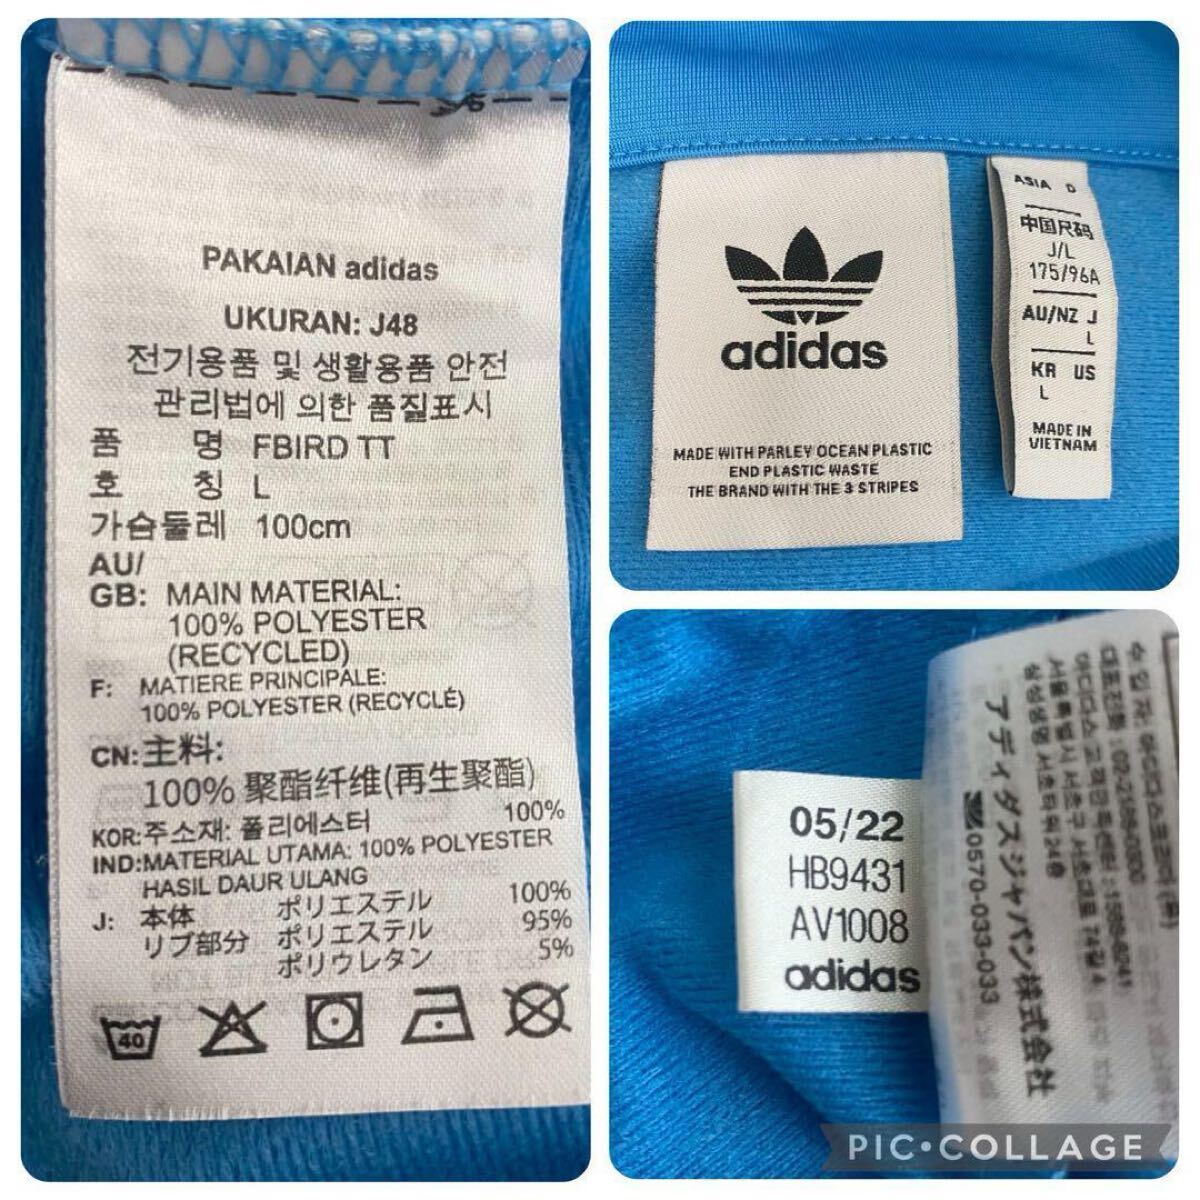 PAKAIAN adidas
UKURAN: J48
전기용품 및 생활용품 안전
관리법에 의한 품질표시
품 명 FBIRD TT
호 칭 L
가슴둘레 100cm
AU/
GB: MAIN MATERIAL:
100% POLYESTER
(RECYCLED)
F: MATIERE PRINCIPALE:
100% POLYESTER (RECYCLÉ)
CN:主料:
100% 聚酯纤维(再生聚酯)
KOR:주소재: 폴리에스터 100%
IND:MATERIAL UTAMA: 100% POLYESTER
HASIL DAUR ULANG
J: 本体 ポリエステル 100%
リブ部分 ポリエステル 95%
ポリウレタン 5%
40
adidas
MADE WITH PARLEY OCEAN PLASTIC
END PLASTIC WASTE
THE BRAND WITH THE 3 STRIPES
ASIA D
中国尺码
J/L
175/96A
AU/NZ J
L
KR US
L
MADE IN
VIETNAM
05/22
HB9431
AV1008
adidas
アディダスジャパン株式会社
0570-033-033
PIC•COLLAGE